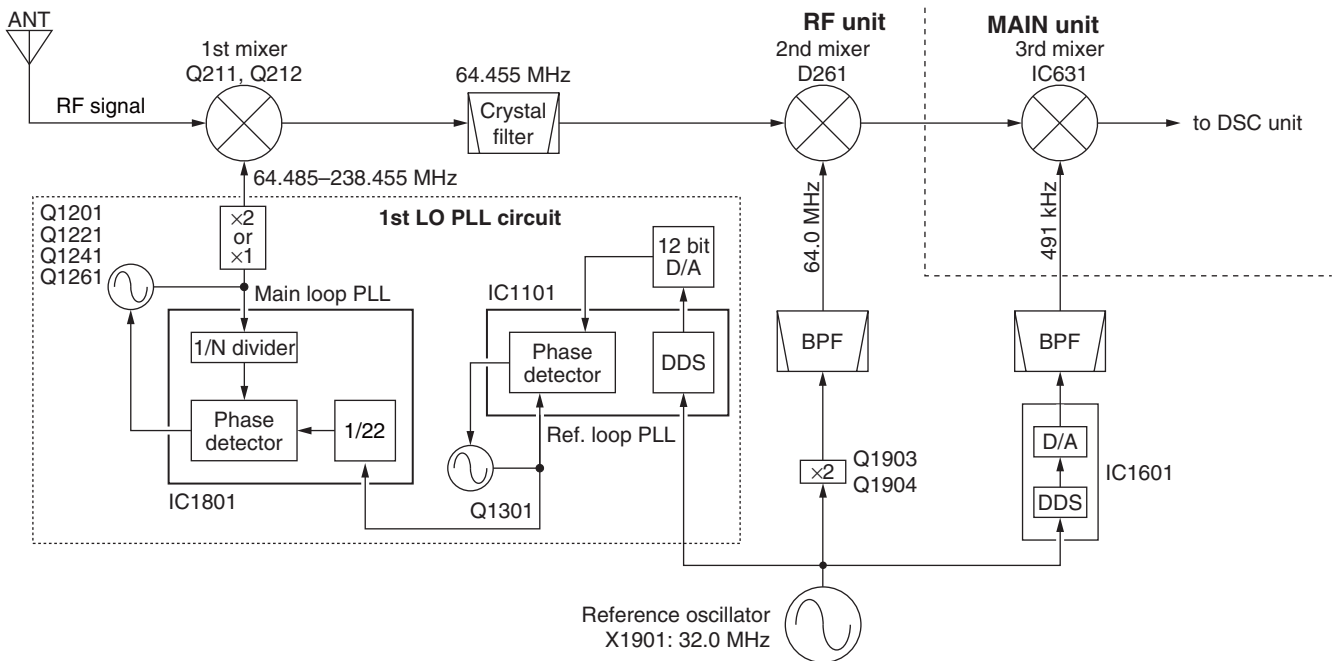 ANT
RF signal
1st mixer
Q211, Q212
64.455 MHz
Crystal
filter
RF unit
2nd mixer
D261
MAIN unit
3rd mixer
IC631
to DSC unit
64.485–238.455 MHz
Q1201
Q1221
Q1241
Q1261
×2
or
×1
1st LO PLL circuit
12 bit
D/A
64.0 MHz
491 kHz
Main loop PLL
IC1101
1/N divider
Phase
detector
1/22
IC1801
Phase
detector
DDS
Ref. loop PLL
Q1301
BPF
BPF
×2
Q1903
Q1904
D/A
DDS
IC1601
Reference oscillator
X1901: 32.0 MHz